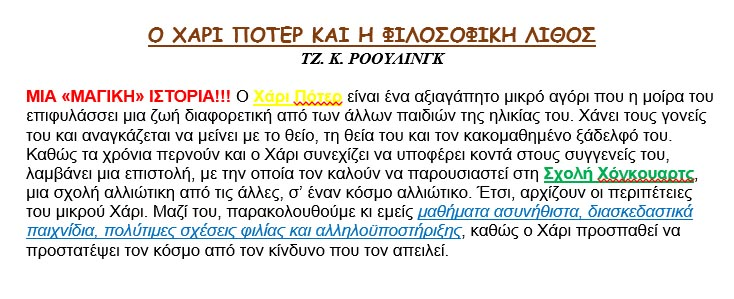 Ο ΧΑΡΙ ΠΟΤΕΡ ΚΑΙ Η ΦΙΛΟΣΟΦΙΚΗ ΛΙΘΟΣ
ΤΖ. Κ. ΡΟΟΥΛΙΝΓΚ
ΜΙΑ «ΜΑΓΙΚΗ» ΙΣΤΟΡΙΑ!!! Ο Χάρι Πότερ είναι ένα αξιαγάπητο μικρό αγόρι που η μοίρα του
επιφυλάσσει μια ζωή διαφορετική από των άλλων παιδιών της ηλικίας του. Χάνει τους γονείς
του και αναγκάζεται να μείνει με το θείο, τη θεία του και τον κακομαθημένο ξάδελφό του.
Καθώς τα χρόνια περνούν και ο Χάρι συνεχίζει να υποφέρει κοντά στους συγγενείς του,
λαμβάνει μια επιστολή, με την οποία τον καλούν να παρουσιαστεί στη Σχολή Χόγκουαρτς,
μια σχολή αλλιώτικη από τις άλλες, σ’ έναν κόσμο αλλιώτικο. Έτσι, αρχίζουν οι περιπέτειες
του μικρού Χάρι. Μαζί του, παρακολουθούμε κι εμείς μαθήματα ασυνήθιστα, διασκεδαστικά
παιχνίδια, πολύτιμες σχέσεις φιλίας και αλληλοϋποστήριξης, καθώς ο Χάρι προσπαθεί να
προστατέψει τον κόσμο από τον κίνδυνο που τον απειλεί.